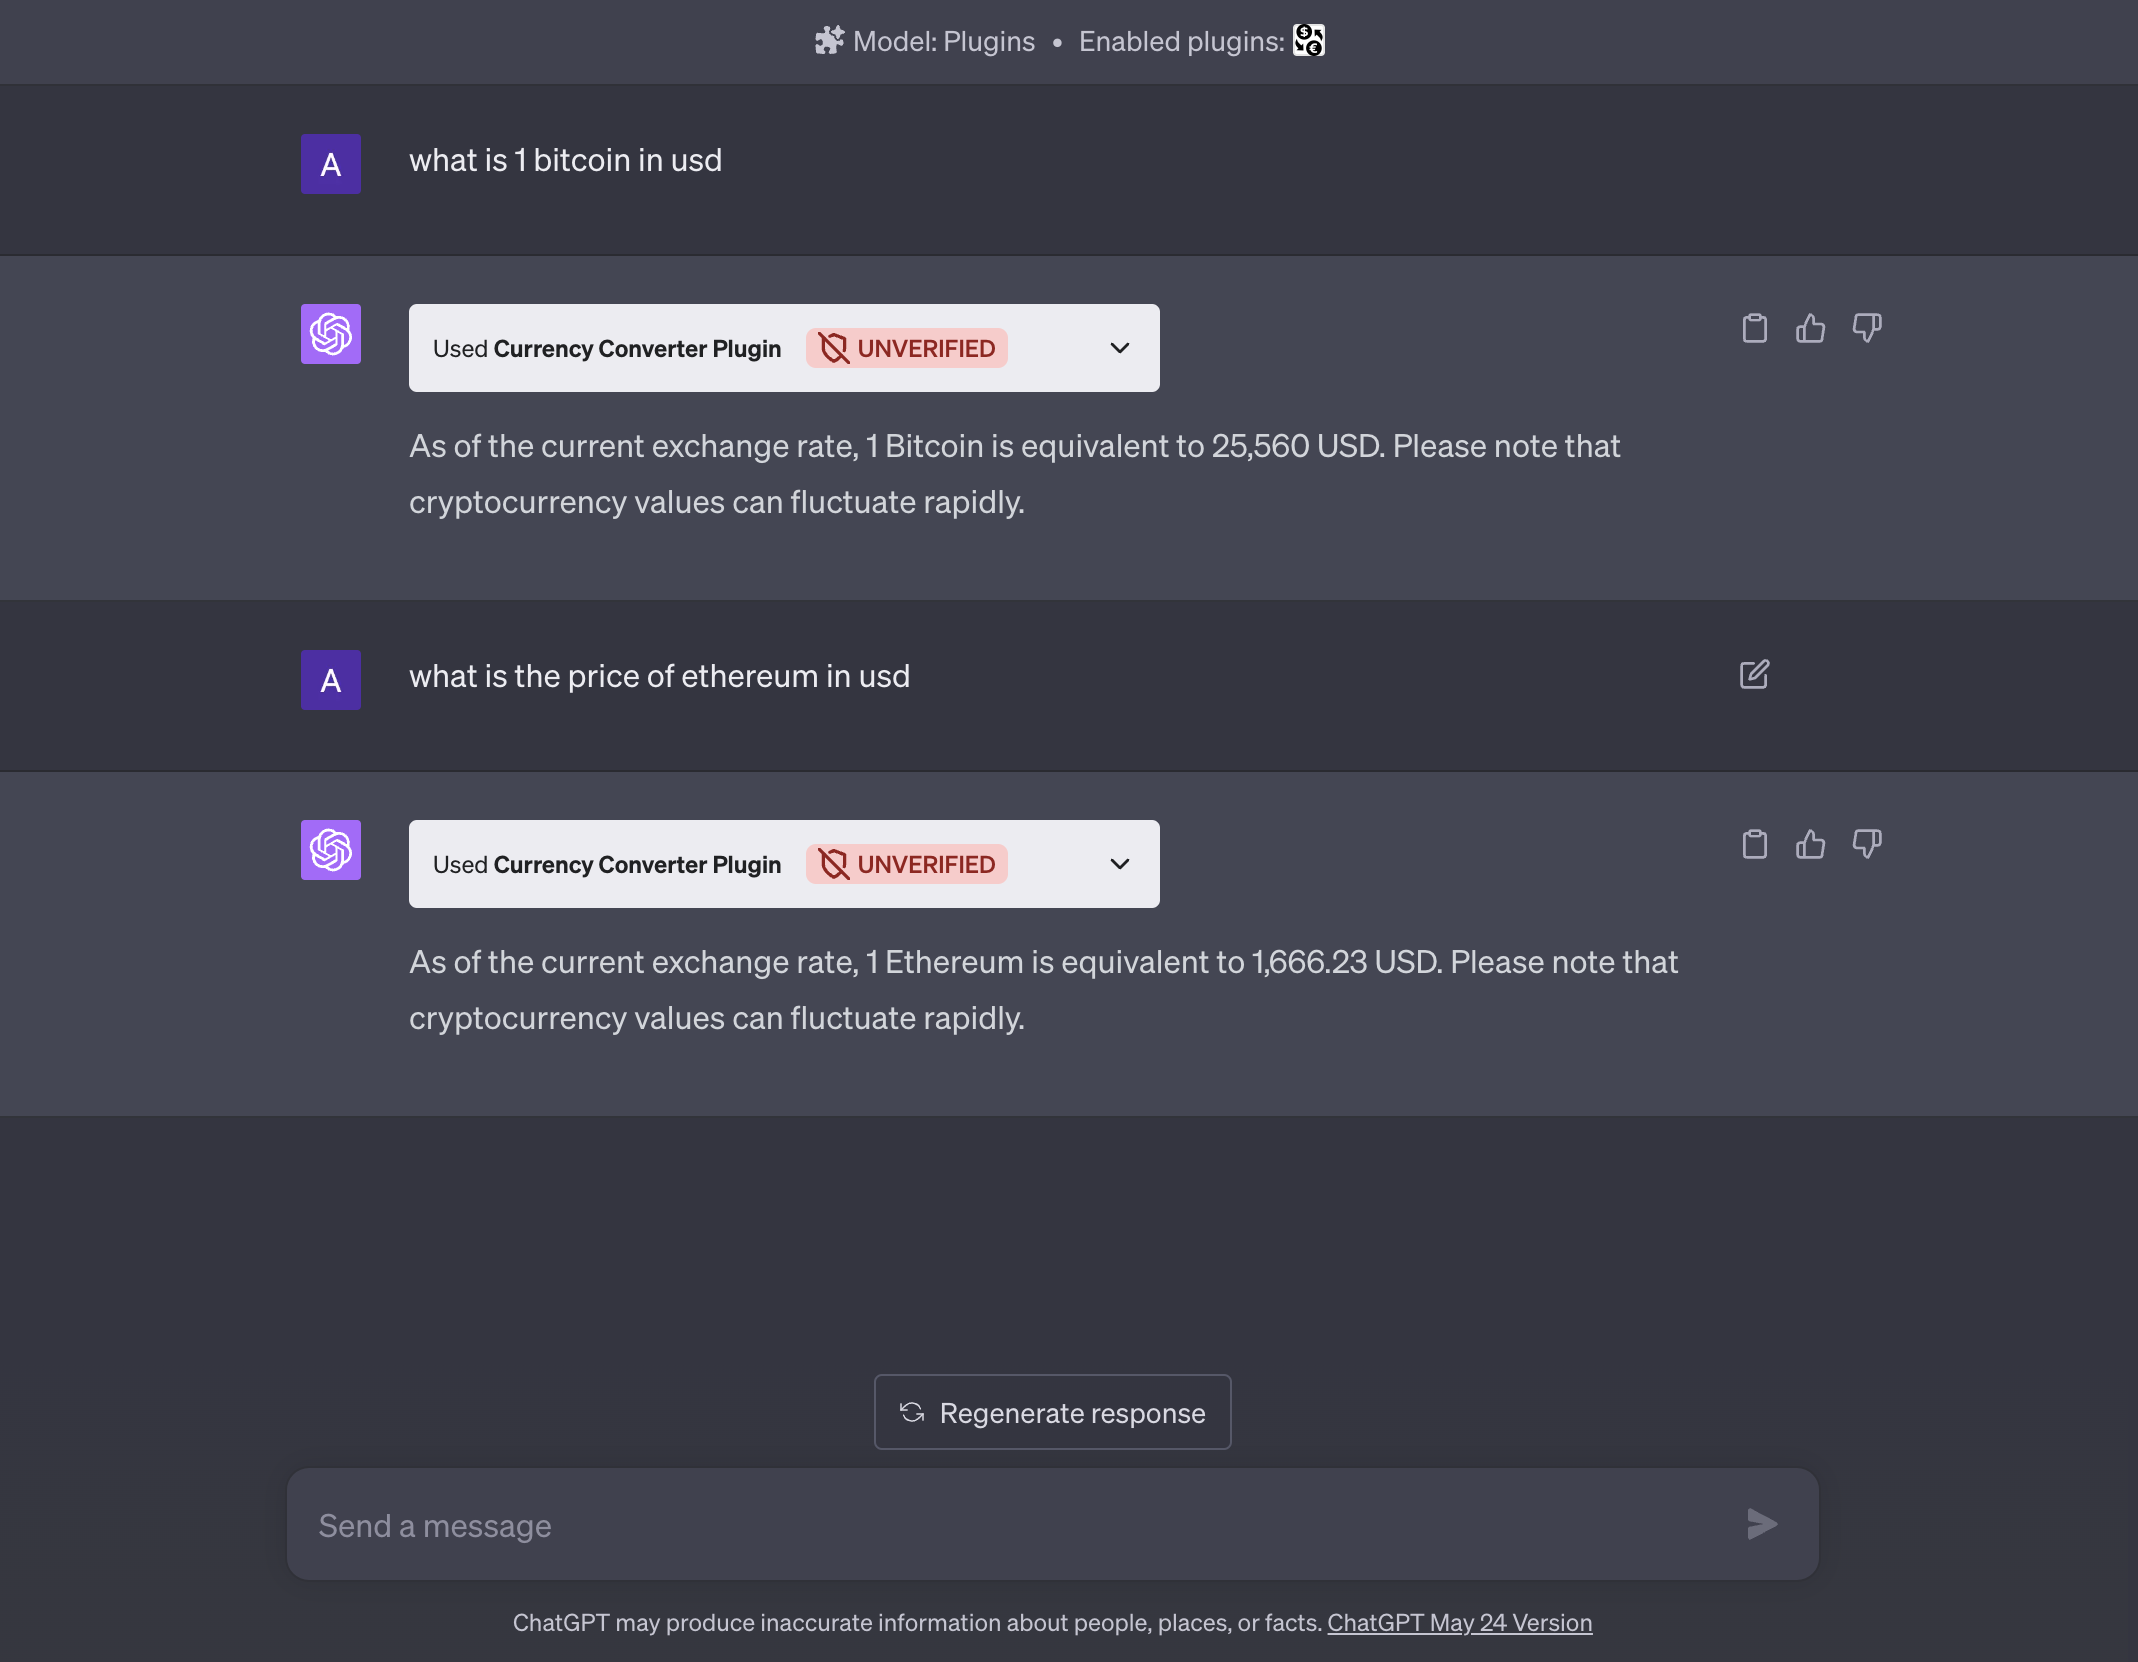 Model: Plugins • Enabled plugins: $ €
A what is 1 bitcoin in usd
Used Currency Converter Plugin UNVERIFIED
As of the current exchange rate, 1 Bitcoin is equivalent to 25,560 USD. Please note that
cryptocurrency values can fluctuate rapidly.
A what is the price of ethereum in usd
Used Currency Converter Plugin UNVERIFIED
As of the current exchange rate, 1 Ethereum is equivalent to 1,666.23 USD. Please note that
cryptocurrency values can fluctuate rapidly.
Regenerate response
Send a message
ChatGPT may produce inaccurate information about people, places, or facts. ChatGPT May 24 Version